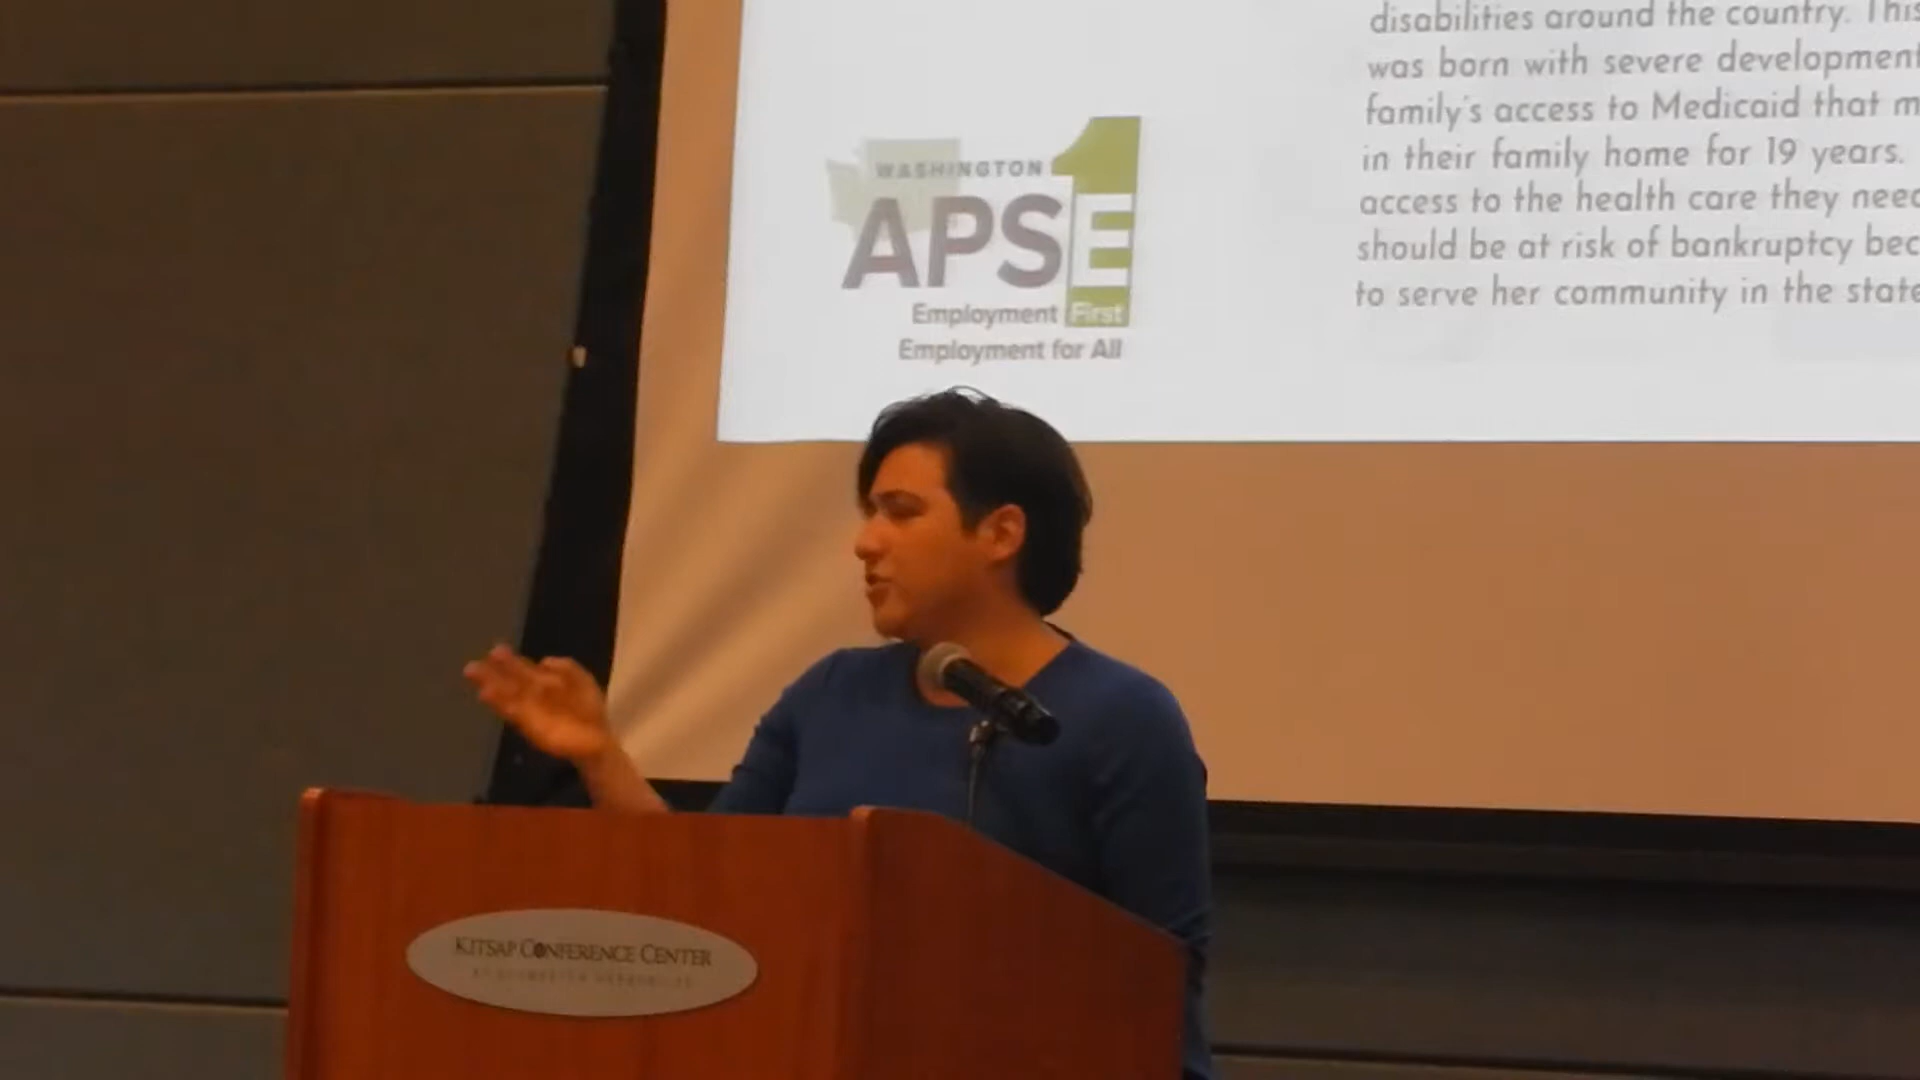 WASHINGTON
APSE
Employment First
Employment for All
disabilities around the country. This
was born with severe development
family's access to Medicaid that m
in their family home for 19 years.
access to the health care they need
should be at risk of bankruptcy bec
to serve her community in the state
KITSAP CONFERENCE CENTER